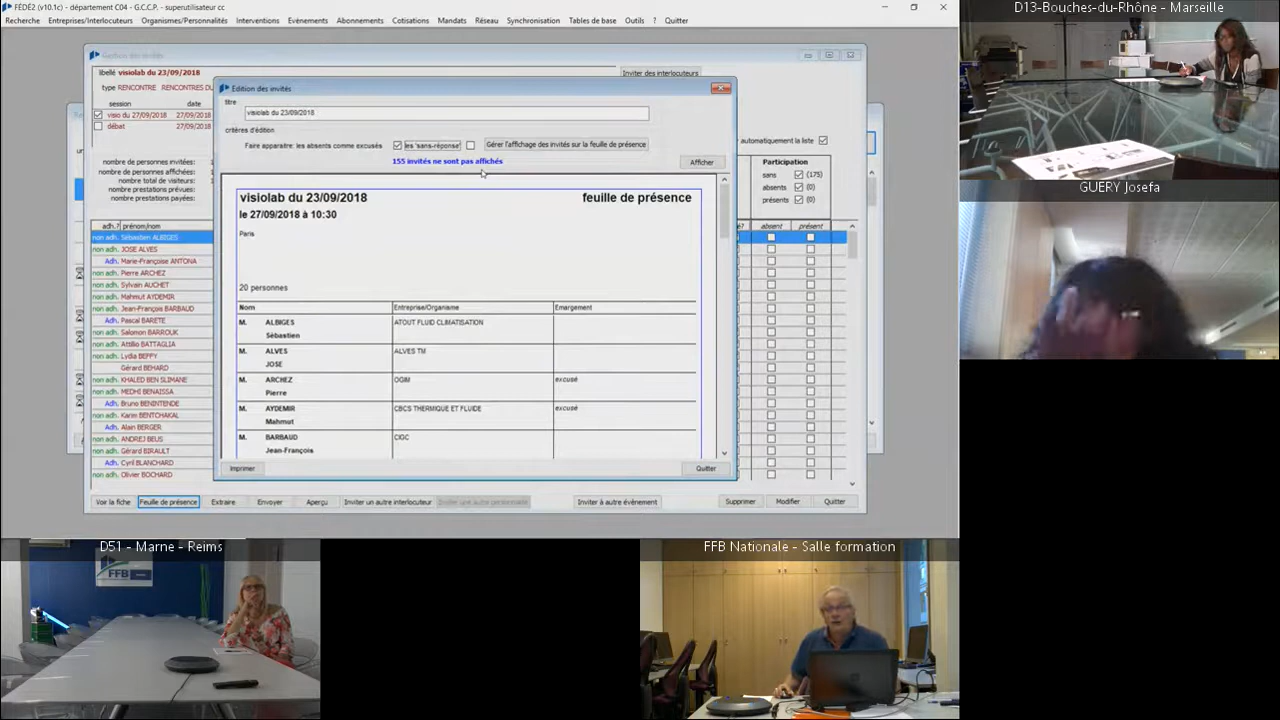 FÉDÉ2 (v10.1c) - département C04 - G.C.C.P. - superutilisateur cc
Recherche Entreprises/Interlocuteurs Organismes/Personnalités Interventions Evènements Abonnements Cotisations Mandats Réseau Synchronisation Tables de base Outils ? Quitter
Gestion des invités
libellé visiolab du 23/09/2018
Inviter des interlocuteurs
type RENCONTRE RENCONTRES DU
session date
visio du 27/09/2018 27/09/2018
débat 27/09/2018
nombre de personnes invitées:
nombre de personnes affichées:
nombre total de visiteurs:
nombre prestations prévues:
nombre prestations payées:
adh.? prénom/nom
non adh. Sébastien ALBIGES
non adh. JOSE ALVES
Adh. Marie-Françoise ANTONA
non adh. Pierre ARCHEZ
non adh. Sylvain AUCHET
non adh. Mahmut AYDEMIR
non adh. Jean-François BARBAUD
Adh. Pascal BARETE
non adh. Salomon BARROUK
non adh. Attilio BATTAGLIA
non adh. Lydia BEFFY
Gérard BEHAR
non adh. KHALED BEN SLIMANE
non adh. MEDHI BENAISSA
Adh. Bruno BENINTENDE
non adh. Karim BENTCHAKAL
Adh. Alain BERGER
non adh. ANDREJ BEUS
non adh. Gérard BIRAULT
Adh. Cyril BLANCHARD
non adh. Olivier BOCHARD
Edition des invités
titre
visiolab du 23/09/2018
critères d'édition
Faire apparaitre: les absents comme excusés les 'sans-réponse' Gérer l'affichage des invités sur la feuille de présence
155 invités ne sont pas affichés
Afficher
visiolab du 23/09/2018 feuille de présence
le 27/09/2018 à 10:30
Paris
20 personnes
Nom Entreprise/Organisme Emargement
M. ALBIGES ATOUT FLUID CLIMATISATION
Sébastien
M. ALVES ALVES TM
JOSE
M. ARCHEZ excusé
Pierre
M. AYDEMIR CBCS THERMIQUE ET FLUIDE excusé
Mahmut
M. BARBAUD CIOC
Jean-François
Imprimer Quitter
automatiquement la liste
Participation
sans (175)
absents (0)
présents (0)
absent présent
Voir la fiche Feuille de présence Extraire Envoyer Aperçu Inviter un autre interlocuteur Inviter une autre personnalité Inviter à autre événement Supprimer Modifier Quitter
D13-Bouches-du-Rhône - Marseille
GUERY Josefa
D51 - Marne - Reims
FFB
FFB Nationale - Salle formation